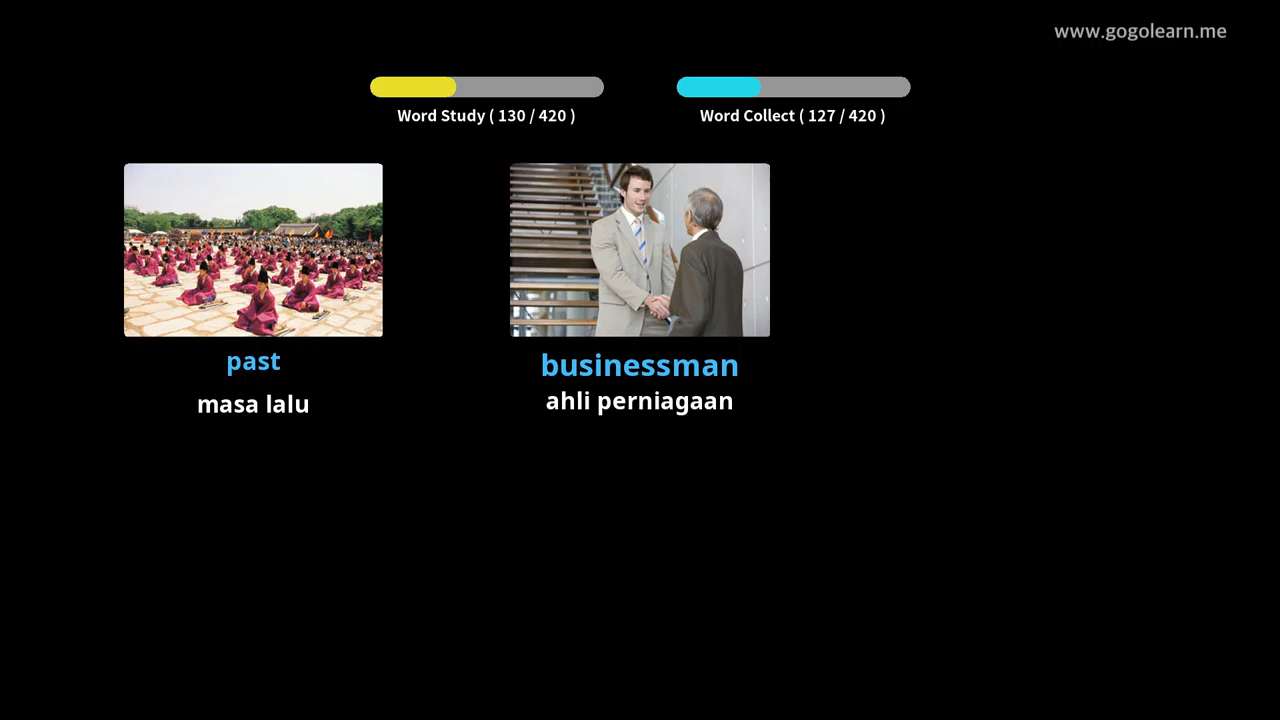 www.gogolearn.me
Word Study ( 130 / 420 )
Word Collect ( 127 / 420 )
past
masa lalu
businessman
ahli perniagaan